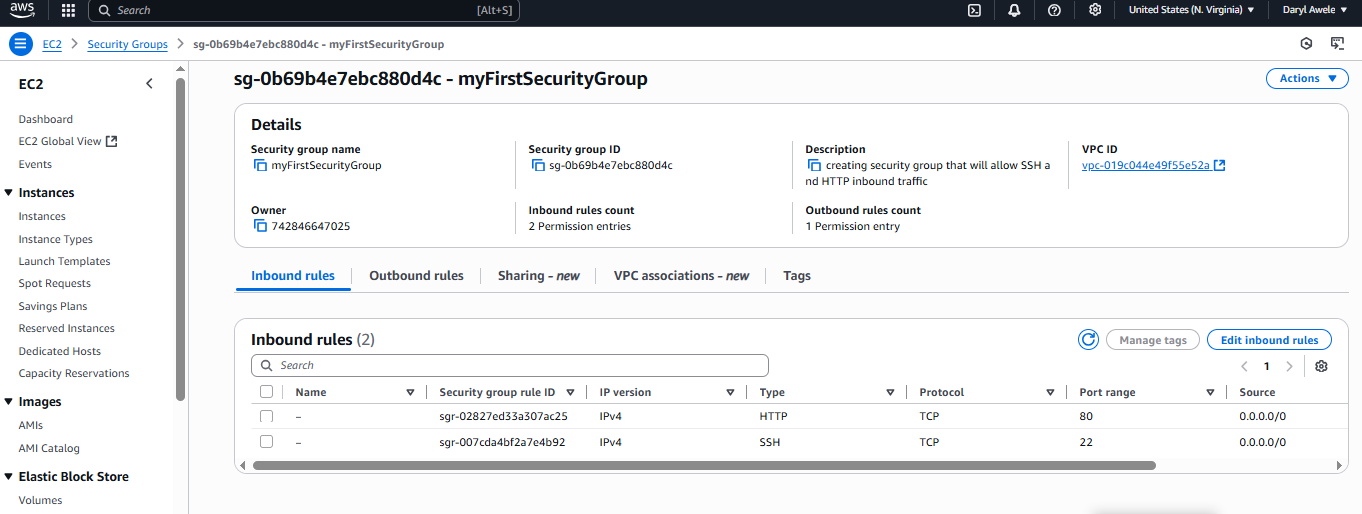 aws
Search [Alt+S]
United States (N. Virginia)
Daryl Awele
EC2 Security Groups sg-0b69b4e7ebc880d4c - myFirstSecurityGroup
EC2
Dashboard
EC2 Global View
Events
Instances
Instances
Instance Types
Launch Templates
Spot Requests
Savings Plans
Reserved Instances
Dedicated Hosts
Capacity Reservations
Images
AMIs
AMI Catalog
Elastic Block Store
Volumes
sg-0b69b4e7ebc880d4c - myFirstSecurityGroup
Actions
Details
Security group name
myFirstSecurityGroup
Security group ID
sg-0b69b4e7ebc880d4c
Description
creating security group that will allow SSH a
nd HTTP inbound traffic
VPC ID
vpc-019c044e49f55e52a
Owner
742846647025
Inbound rules count
2 Permission entries
Outbound rules count
1 Permission entry
Inbound rules Outbound rules Sharing - new VPC associations - new Tags
Inbound rules (2)
Manage tags
Edit inbound rules
Search
1
Name Security group rule ID IP version Type Protocol Port range Source
– sgr-02827ed33a307ac25 IPv4 HTTP TCP 80 0.0.0.0/0
– sgr-007cda4bf2a7e4b92 IPv4 SSH TCP 22 0.0.0.0/0